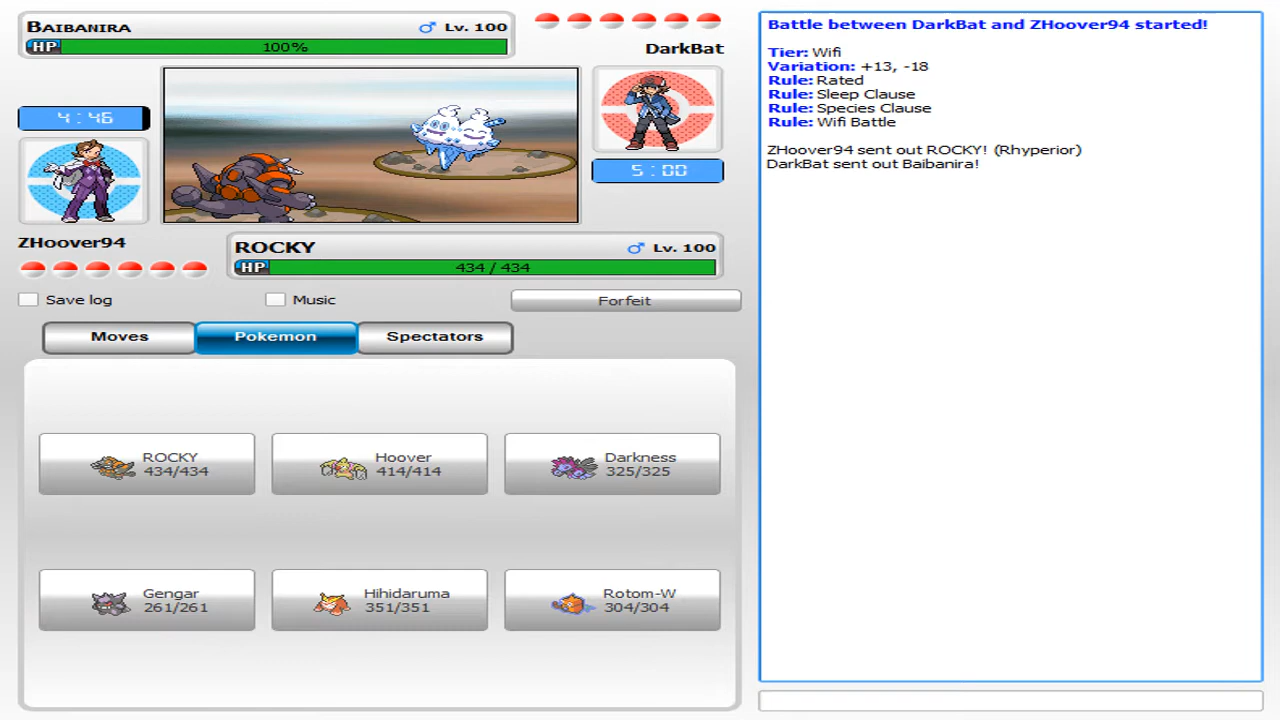 BAIBANIRA ♂ Lv. 100
HP 100%
DarkBat
4:46
5:00
ZHoover94
ROCKY ♂ Lv. 100
HP 434 / 434
Save log
Music
Forfeit
Moves
Pokemon
Spectators
ROCKY
434/434
Hoover
414/414
Darkness
325/325
Gengar
261/261
Hihidaruma
351/351
Rotom-W
304/304
Battle between DarkBat and ZHoover94 started!
Tier: Wifi
Variation: +13, -18
Rule: Rated
Rule: Sleep Clause
Rule: Species Clause
Rule: Wifi Battle
ZHoover94 sent out ROCKY! (Rhyperior)
DarkBat sent out Baibanira!